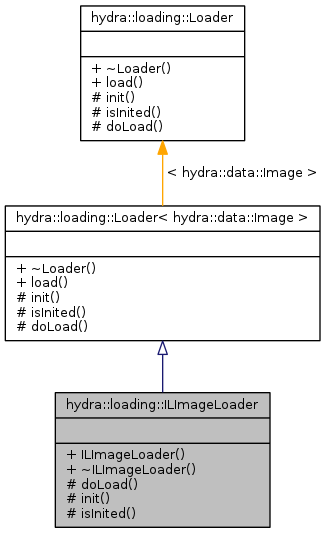 hydra::loading::Loader
+ ~Loader()
+ load()
# init()
# isInited()
# doLoad()
< hydra::data::Image >
hydra::loading::Loader< hydra::data::Image >
+ ~Loader()
+ load()
# init()
# isInited()
# doLoad()
hydra::loading::ILImageLoader
+ ILImageLoader()
+ ~ILImageLoader()
# doLoad()
# init()
# isInited()